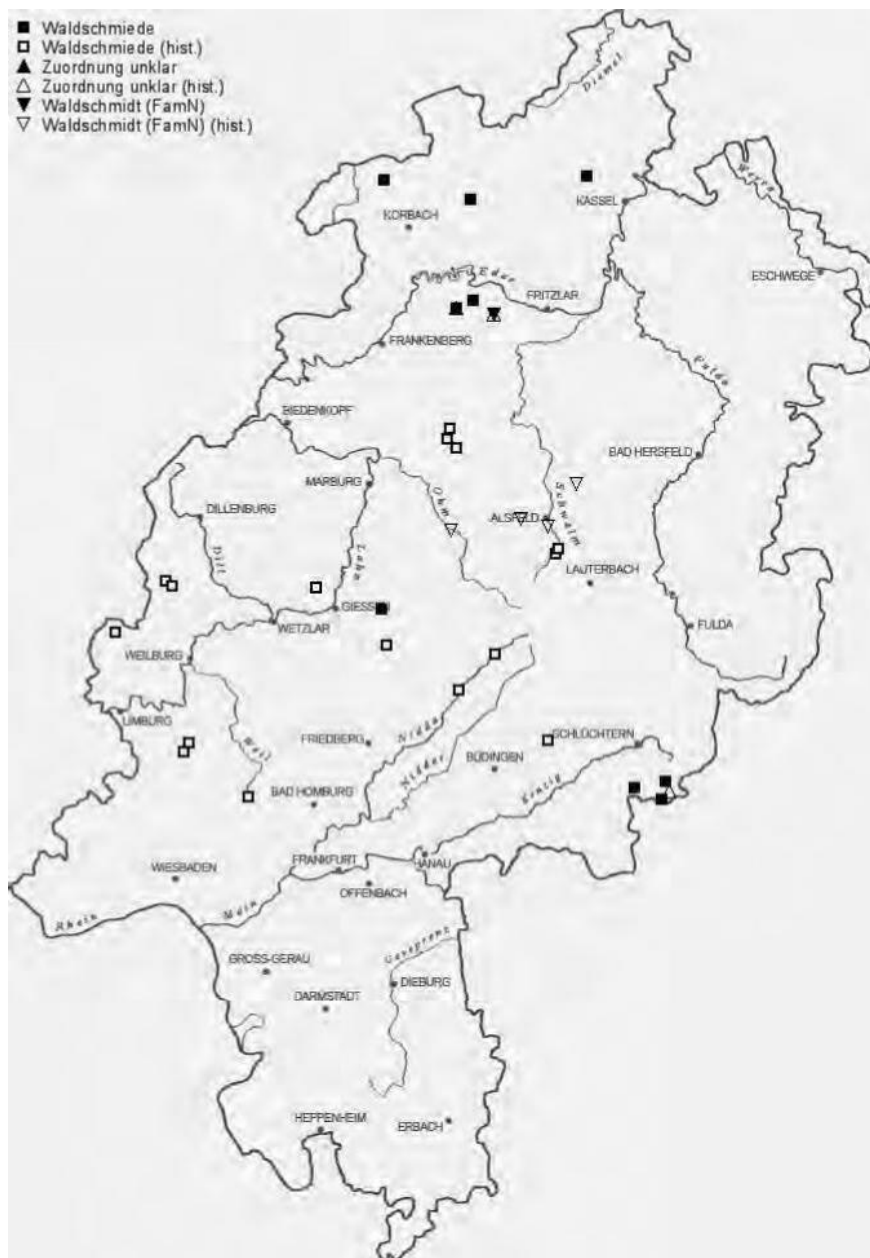 Waldschmiede
Waldschmiede (hist.)
Zuordnung unklar
Zuordnung unklar (hist.)
Waldschmidt (FamN)
Waldschmidt (FamN) (hist.)
Diemel
Werra
KORBACH
KASSEL
ESCHWEGE
Eder
FRITZLAR
FRANKENBERG
Fulda
BIEDENKOPF
BAD HERSFELD
MARBURG
Ohm
Schwalm
DILLENBURG
ALSFELD
Dill
Lahn
LAUTERBACH
GIESSEN
WETZLAR
FULDA
WEILBURG
LIMBURG
Weil
FRIEDBERG
Nidda
SCHLÜCHTERN
Nidder
BÜDINGEN
BAD HOMBURG
Kinzig
HANAU
FRANKFURT
WIESBADEN
OFFENBACH
Rhein
Main
Gersprenz
GROSS-GERAU
DIEBURG
DARMSTADT
HEPPENHEIM
ERBACH